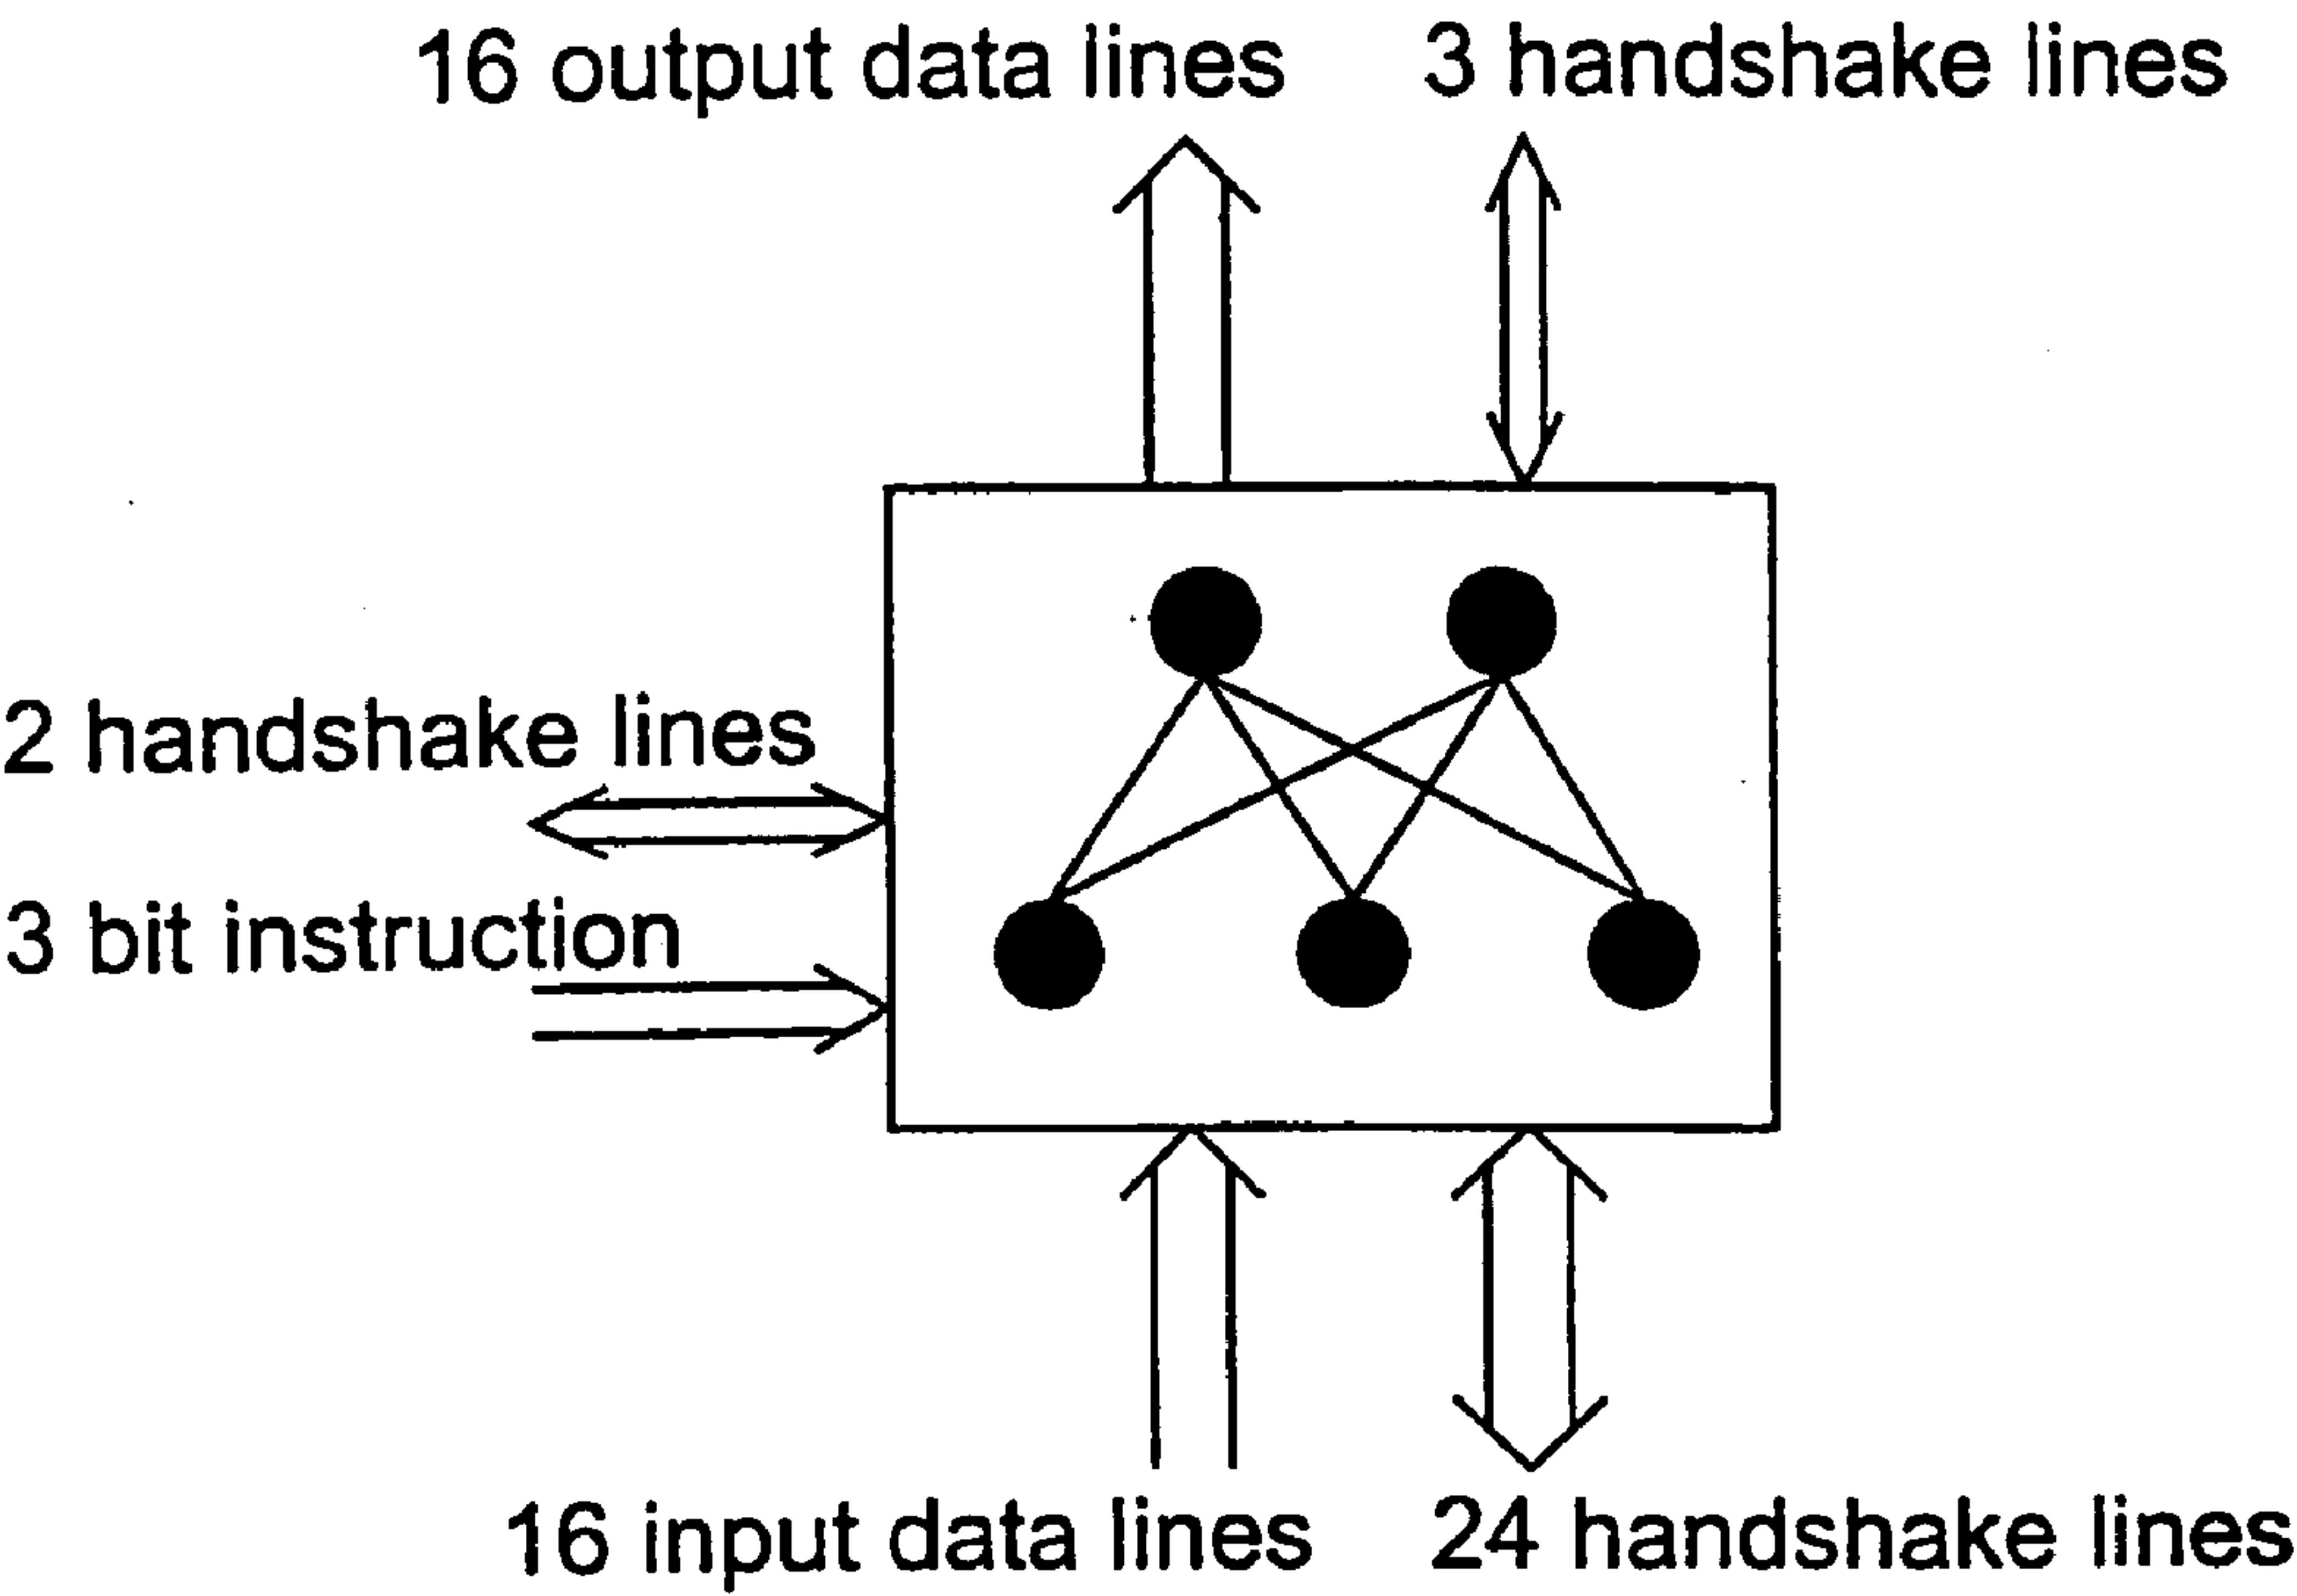 16 output data lines
3 handshake lines
2 handshake lines
3 bit instruction
16 input data lines
24 handshake lines